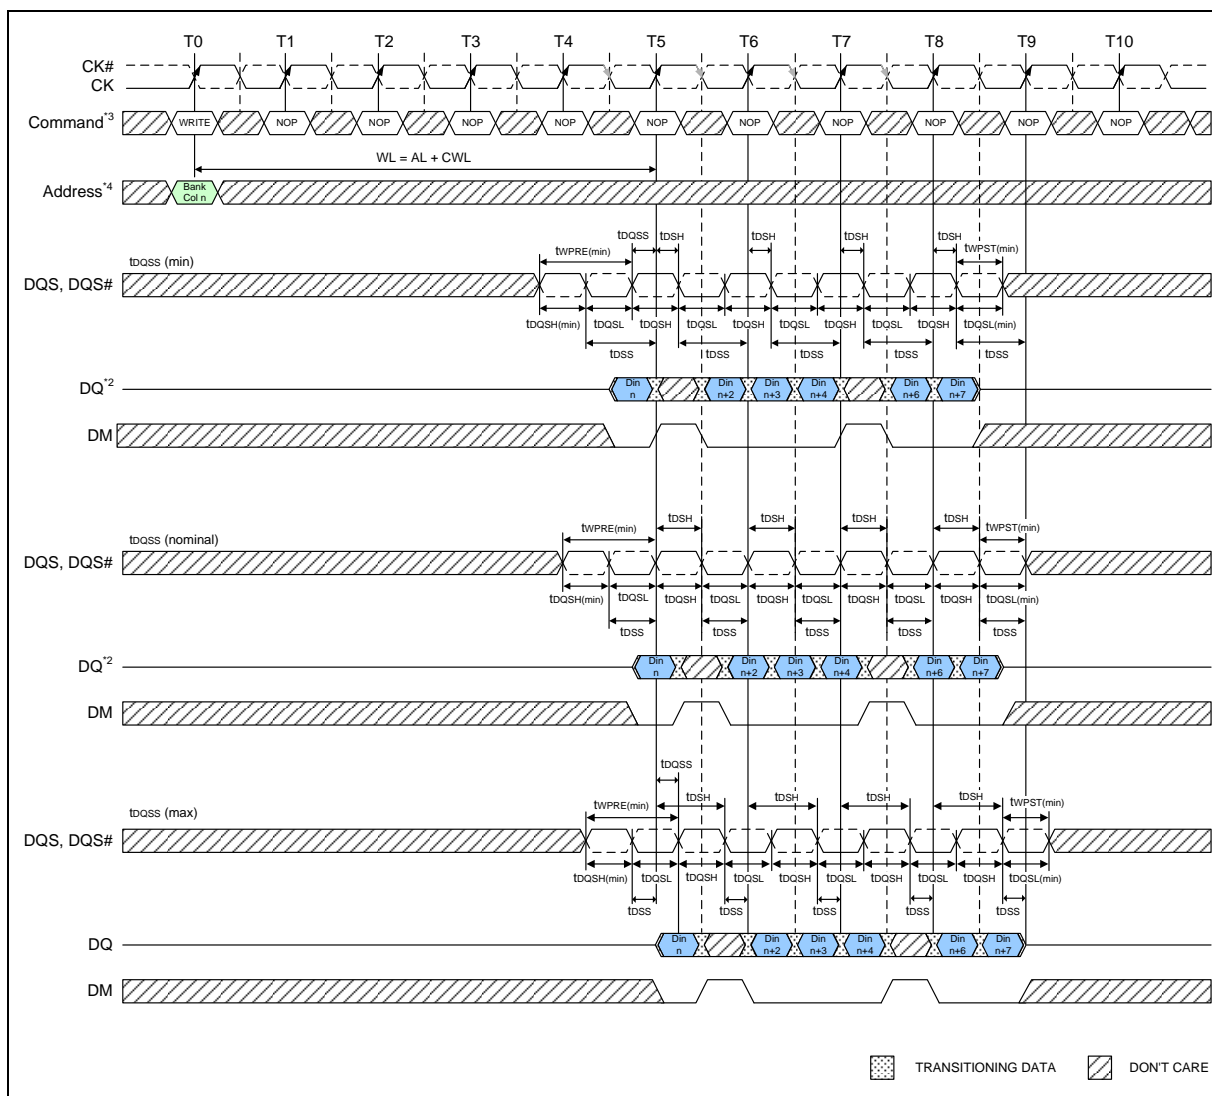 T0 T1 T2 T3 T4 T5 T6 T7 T8 T9 T10
CK#
CK
Command*3 WRITE NOP NOP NOP NOP NOP NOP NOP NOP NOP NOP
WL = AL + CWL
Address*4 Bank Col n
tDQSS tDSH tDSH tDSH tDSH tWPST(min)
tWPRE(min)
tDQSS (min)
DQS, DQS#
tDQSH(min) tDQSL tDQSH tDQSL tDQSH tDQSL tDQSH tDQSL tDQSH tDQSL(min)
tDSS tDSS tDSS tDSS tDSS
DQ*2 Din n Din n+2 Din n+3 Din n+4 Din n+6 Din n+7
DM
tWPRE(min) tDSH tDSH tDSH tDSH tWPST(min)
tDQSS (nominal)
DQS, DQS#
tDQSH(min) tDQSL tDQSH tDQSL tDQSH tDQSL tDQSH tDQSL tDQSH tDQSL(min)
tDSS tDSS tDSS tDSS tDSS
DQ*2 Din n Din n+2 Din n+3 Din n+4 Din n+6 Din n+7
DM
tDQSS
tWPRE(min) tDSH tDSH tDSH tDSH tWPST(min)
tDQSS (max)
DQS, DQS#
tDQSH(min) tDQSL tDQSH tDQSL tDQSH tDQSL tDQSH tDQSL tDQSH tDQSL(min)
tDSS tDSS tDSS tDSS tDSS
DQ Din n Din n+2 Din n+3 Din n+4 Din n+6 Din n+7
DM
TRANSITIONING DATA DON'T CARE